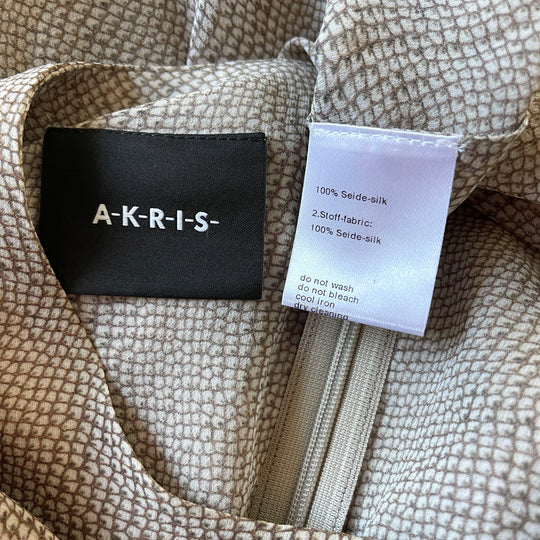 A-K-R-I-S-
100% Seide-silk
2.Stoff-fabric:
100% Seide-silk
do not wash
do not bleach
cool iron
dry cleaning